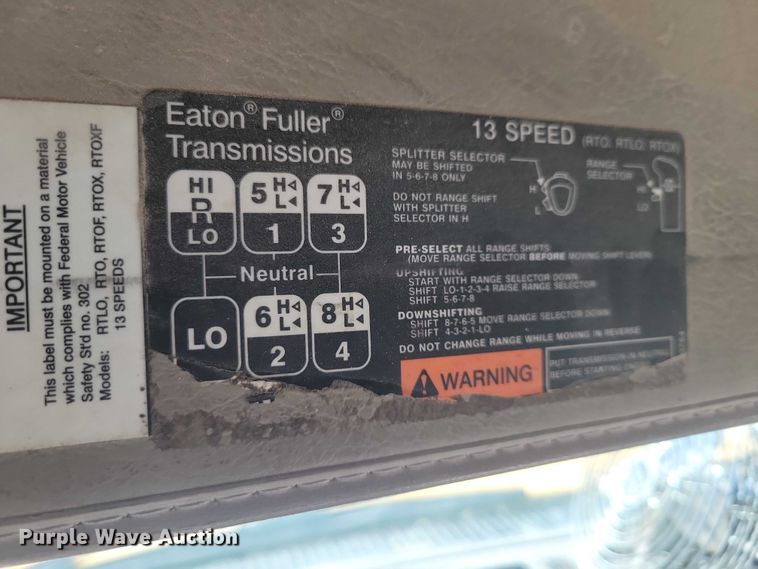 IMPORTANT
This label must be mounted on a material
which complies with Federal Motor Vehicle
Safety Std no. 302
Models: RTLO, RTO, RTOF, RTOX, RTOXF
13 SPEEDS
Eaton® Fuller®
Transmissions
HI
R
LO
5 H L
1
7 H L
3
Neutral
LO
6 H L
2
8 H L
4
13 SPEED (RTO, RTLO, RTOX)
SPLITTER SELECTOR
MAY BE SHIFTED
IN 5-6-7-8 ONLY
H
L
DO NOT RANGE SHIFT
WITH SPLITTER
SELECTOR IN H
RANGE
SELECTOR
HI
LO
PRE-SELECT ALL RANGE SHIFTS
(MOVE RANGE SELECTOR BEFORE MOVING SHIFT LEVER)
UPSHIFTING
START WITH RANGE SELECTOR DOWN
SHIFT LO-1-2-3-4 RAISE RANGE SELECTOR
SHIFT 5-6-7-8
DOWNSHIFTING
SHIFT 8-7-6-5 MOVE RANGE SELECTOR DOWN
SHIFT 4-3-2-1-LO
DO NOT CHANGE RANGE WHILE MOVING IN REVERSE
WARNING
PUT TRANSMISSION IN NEUTRAL
BEFORE STARTING
Purple Wave Auction